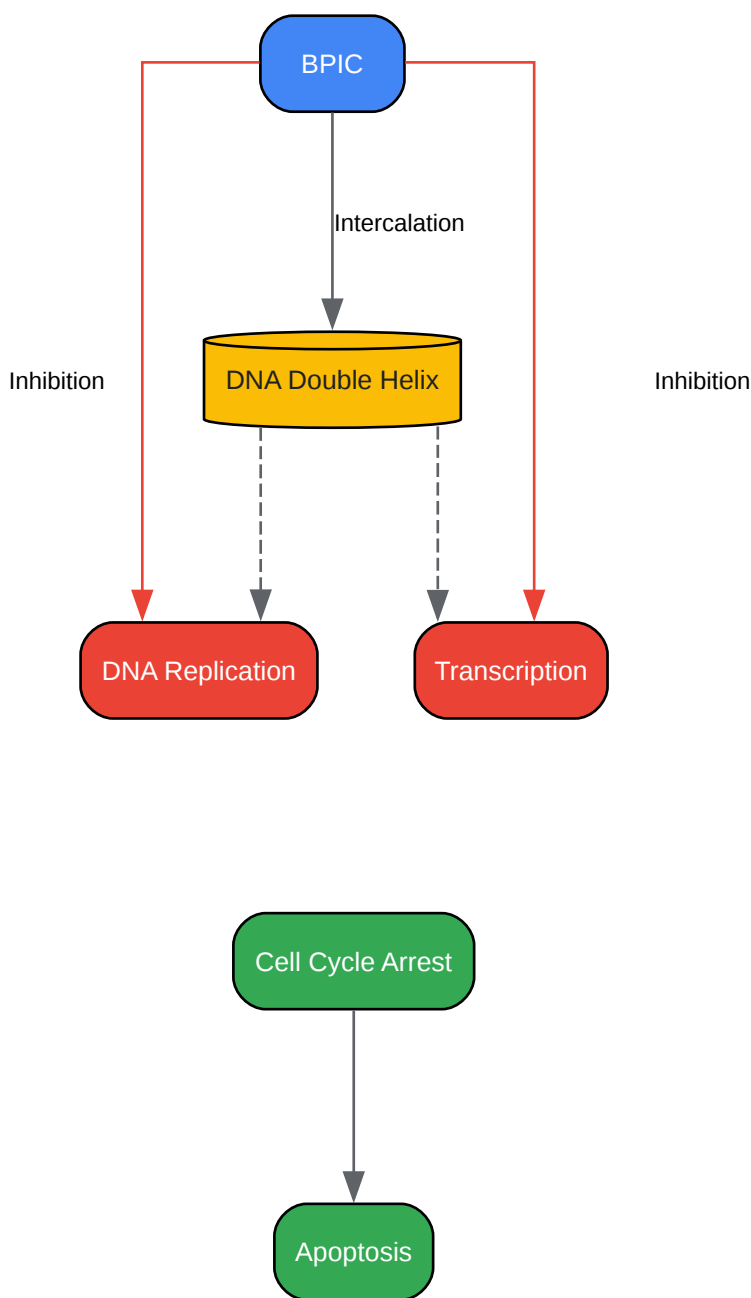 BPIC
Intercalation
Inhibition
DNA Double Helix
Inhibition
DNA Replication
Transcription
Cell Cycle Arrest
Apoptosis